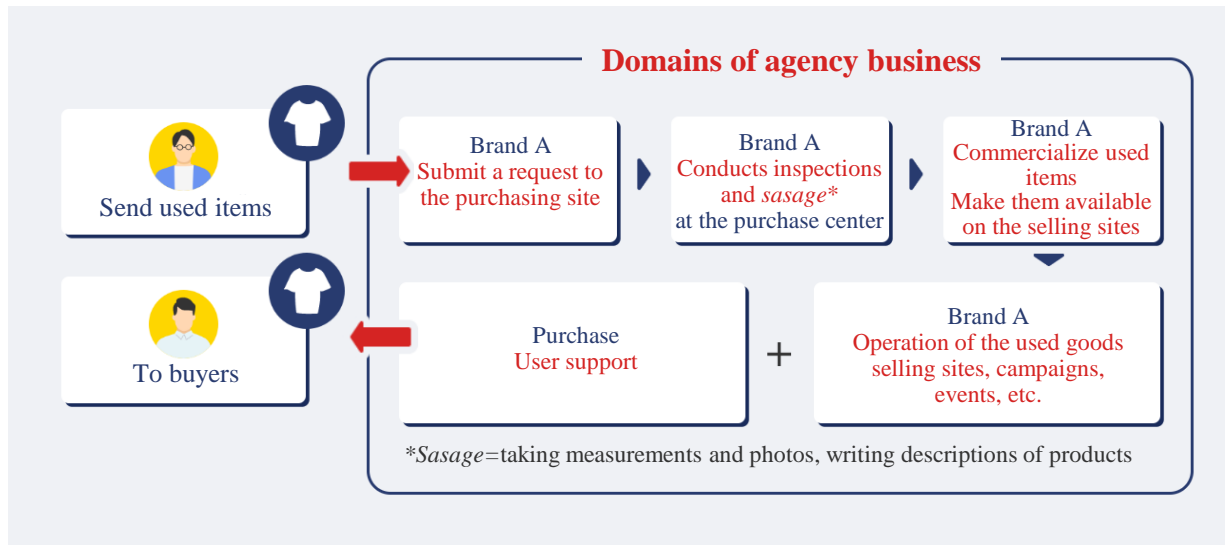 Domains of agency business
Send used items
Brand A
Submit a request to
the purchasing site
Brand A
Conducts inspections
and sasage*
at the purchase center
Brand A
Commercialize used
items
Make them available
on the selling sites
To buyers
Purchase
User support
+
Brand A
Operation of the used goods
selling sites, campaigns,
events, etc.
*Sasage=taking measurements and photos, writing descriptions of products